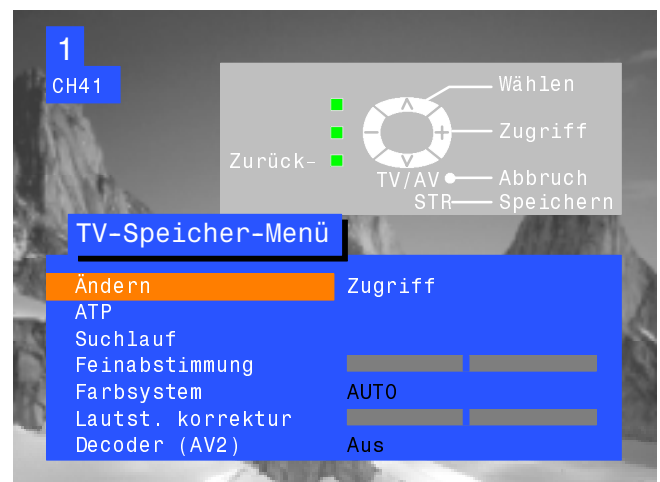 1
CH41
Wählen
Zugriff
Zurück-
TV/AV Abbruch
STR Speichern
TV-Speicher-Menü
Ändern Zugriff
ATP
Suchlauf
Feinabstimmung
Farbsystem AUTO
Lautst. korrektur
Decoder (AV2) Aus